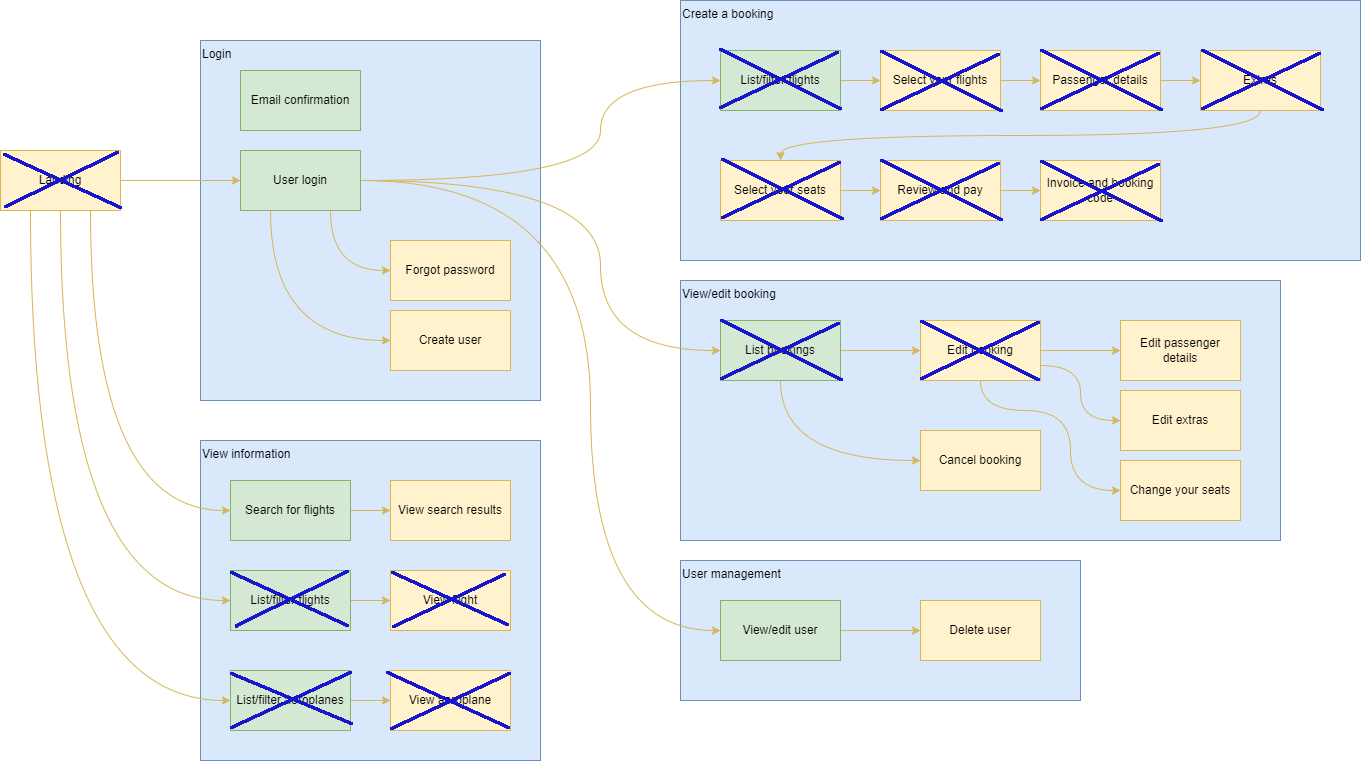 Create a booking
List/filter flights
Select your flights
Passenger details
Extras
Select your seats
Review and pay
Invoice and booking
code
Login
Email confirmation
User login
Forgot password
Create user
Landing
View/edit booking
List bookings
Edit booking
Edit passenger
details
Edit extras
Cancel booking
Change your seats
View information
Search for flights
View search results
List/filter flights
View flight
List/filter aeroplanes
View aeroplane
User management
View/edit user
Delete user